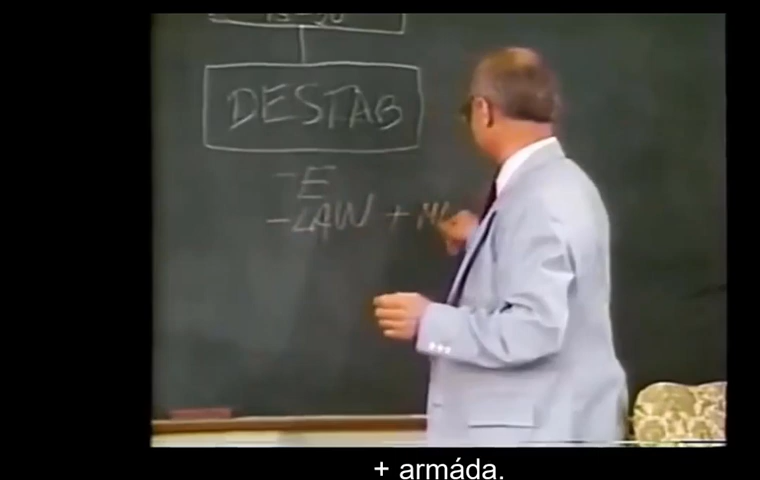 DESTAB
- E
- LAW +
+ armáda.